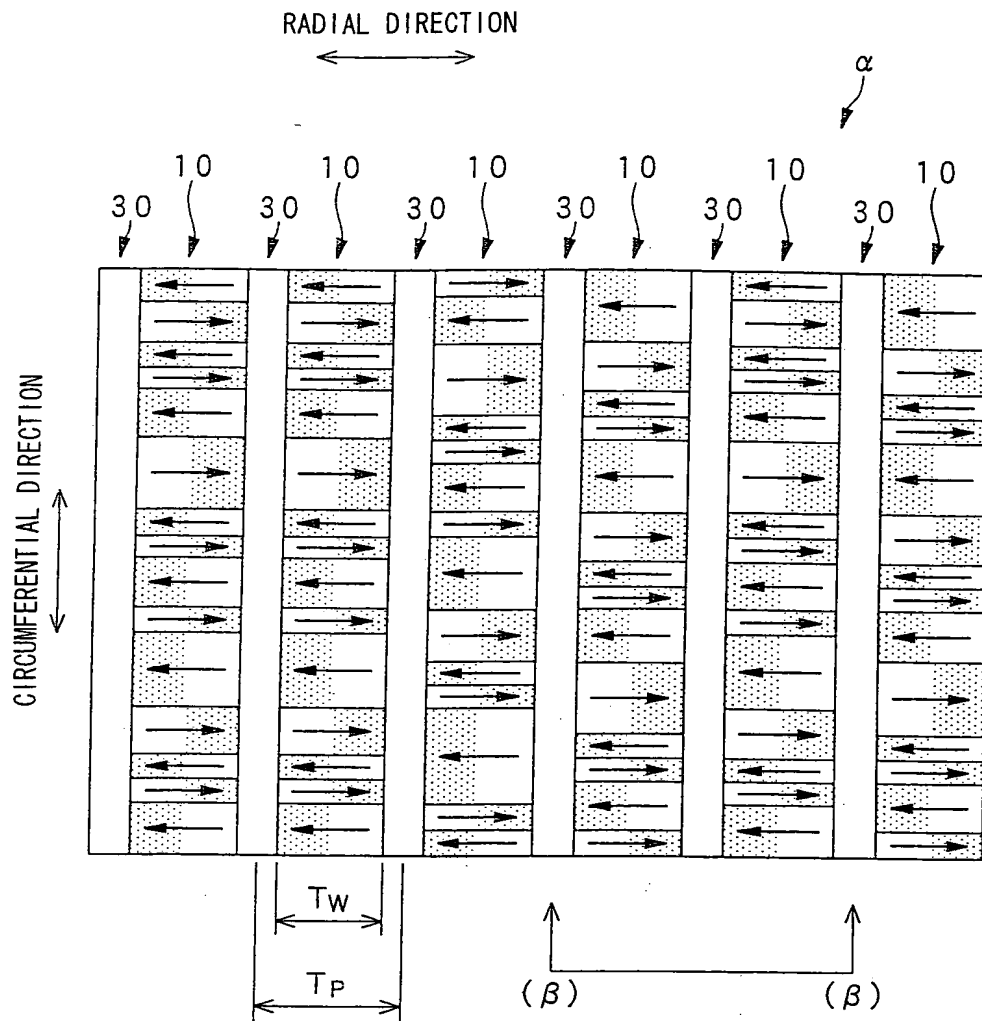 RADIAL DIRECTION
α
10 10 10 10 10 10
30 30 30 30 30 30
CIRCUMFERENTIAL DIRECTION
TW
TP
(β) (β)